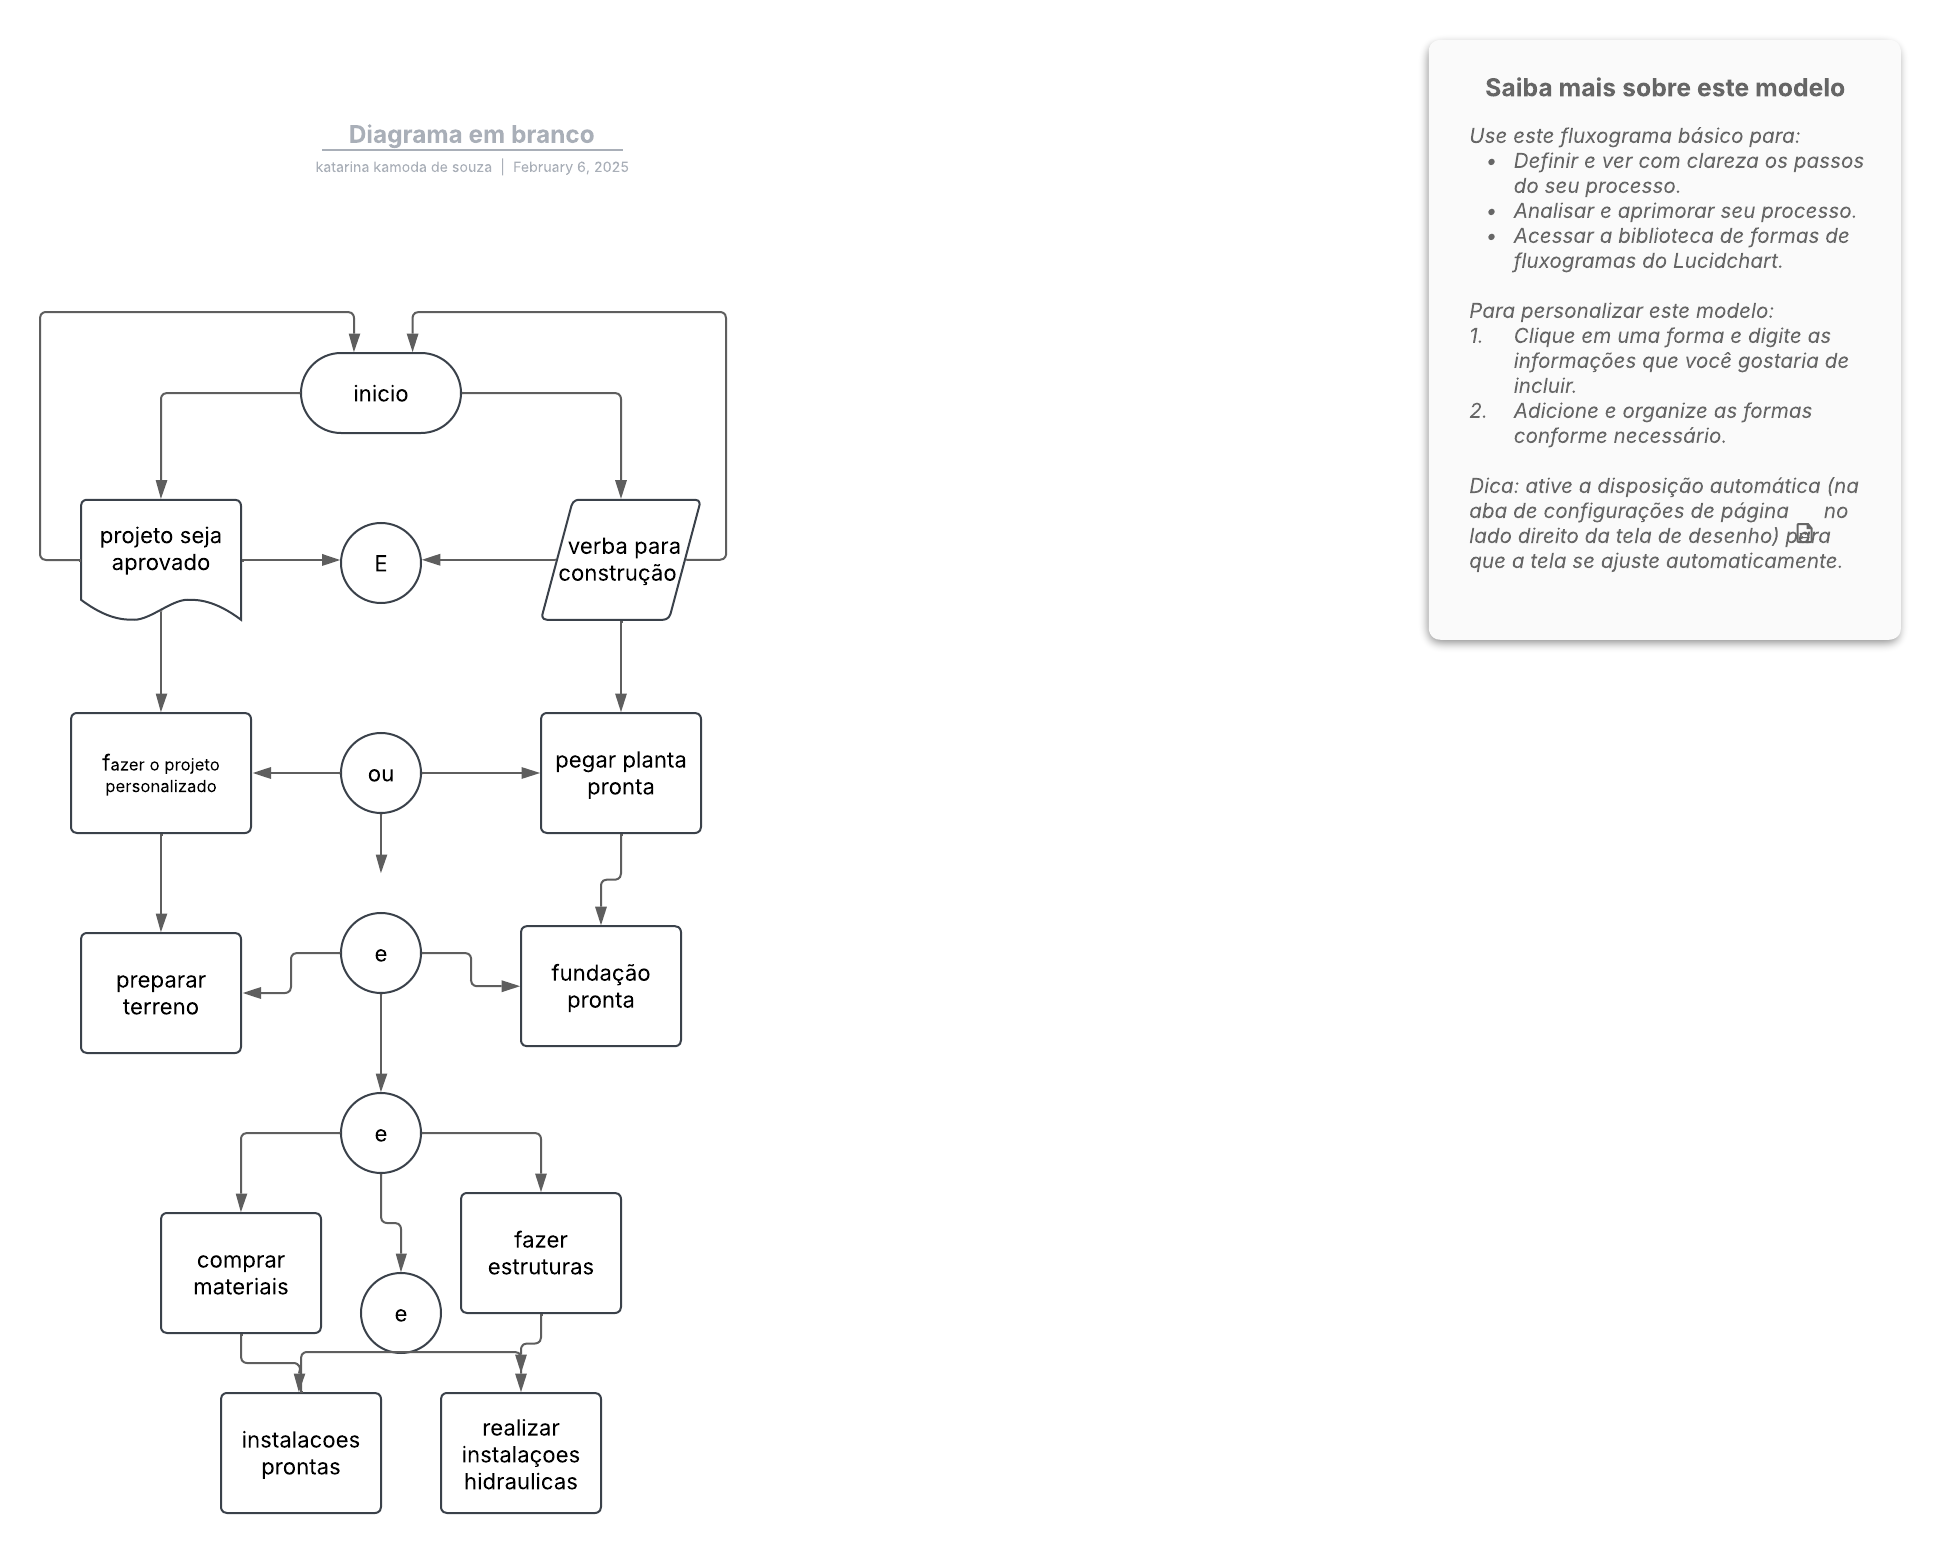 Diagrama em branco
katarina kamoda de souza | February 6, 2025
inicio
projeto seja
aprovado
E
verba para
construção
fazer o projeto
personalizado
ou
pegar planta
pronta
preparar
terreno
e
fundação
pronta
e
comprar
materiais
fazer
estruturas
e
instalacoes
prontas
realizar
instalaçoes
hidraulicas
Saiba mais sobre este modelo
Use este fluxograma básico para:
• Definir e ver com clareza os passos
do seu processo.
• Analisar e aprimorar seu processo.
• Acessar a biblioteca de formas de
fluxogramas do Lucidchart.
Para personalizar este modelo:
1. Clique em uma forma e digite as
informações que você gostaria de
incluir.
2. Adicione e organize as formas
conforme necessário.
Dica: ative a disposição automática (na
aba de configurações de página no
lado direito da tela de desenho) para
que a tela se ajuste automaticamente.